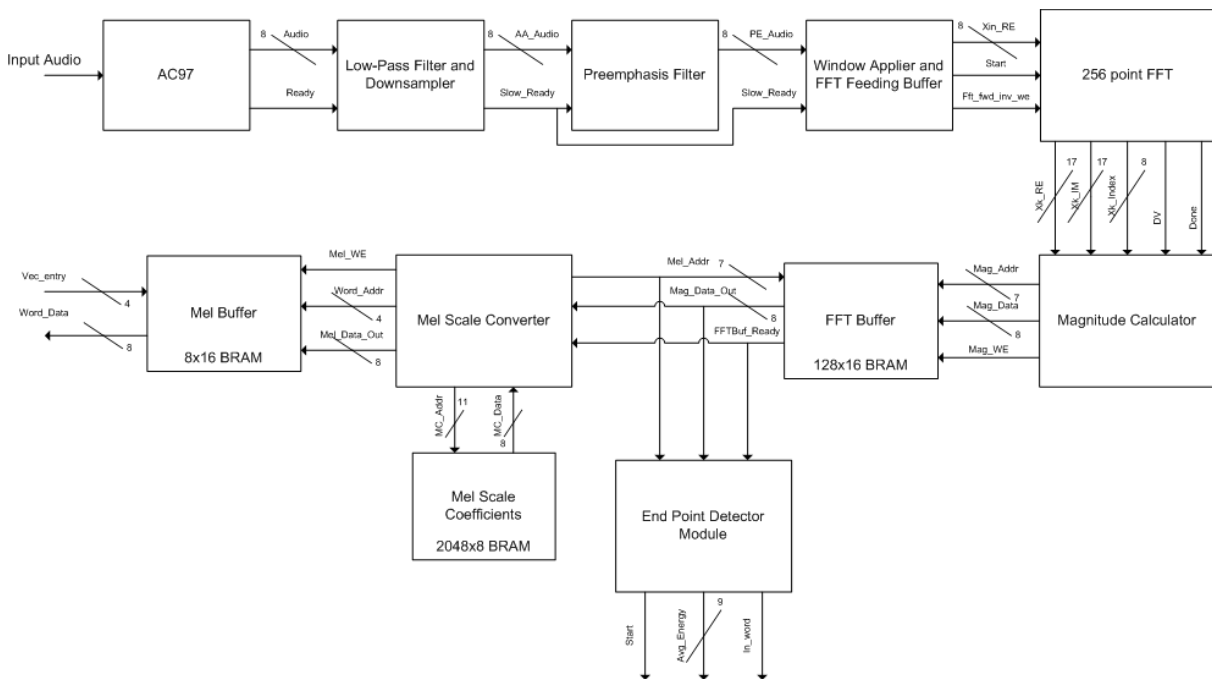 Input Audio
AC97
8
Audio
Ready
Low-Pass Filter and
Downsampler
8
AA_Audio
Slow_Ready
Preemphasis Filter
8
PE_Audio
Slow_Ready
Window Applier and
FFT Feeding Buffer
8
Xin_RE
Start
Fft_fwd_inv_we
256 point FFT
17
17
8
Xk_RE
Xk_IM
Xk_Index
DV
Done
Vec_entry
4
Word_Data
8
Mel Buffer
8x16 BRAM
Mel_WE
Word_Addr
4
Mel_Data_Out
8
Mel Scale Converter
Mel_Addr
7
Mag_Data_Out
8
FFTBuf_Ready
FFT Buffer
128x16 BRAM
Mag_Addr
7
Mag_Data
8
Mag_WE
Magnitude Calculator
MC_Addr
11
MC_Data
8
Mel Scale
Coefficients
2048x8 BRAM
End Point Detector
Module
Start
Avg_Energy
9
In_word